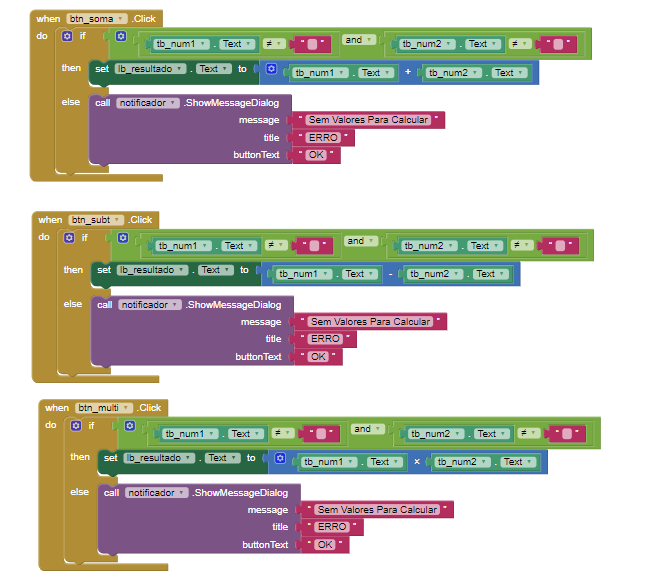 when btn_soma .Click
do if tb_num1 . Text ≠ " " and tb_num2 . Text ≠ " "
then set lb_resultado . Text to tb_num1 . Text + tb_num2 . Text
else call notificador .ShowMessageDialog
message " Sem Valores Para Calcular "
title " ERRO "
buttonText " OK "
when btn_subt .Click
do if tb_num1 . Text ≠ " " and tb_num2 . Text ≠ " "
then set lb_resultado . Text to tb_num1 . Text - tb_num2 . Text
else call notificador .ShowMessageDialog
message " Sem Valores Para Calcular "
title " ERRO "
buttonText " OK "
when btn_multi .Click
do if tb_num1 . Text ≠ " " and tb_num2 . Text ≠ " "
then set lb_resultado . Text to tb_num1 . Text × tb_num2 . Text
else call notificador .ShowMessageDialog
message " Sem Valores Para Calcular "
title " ERRO "
buttonText " OK "